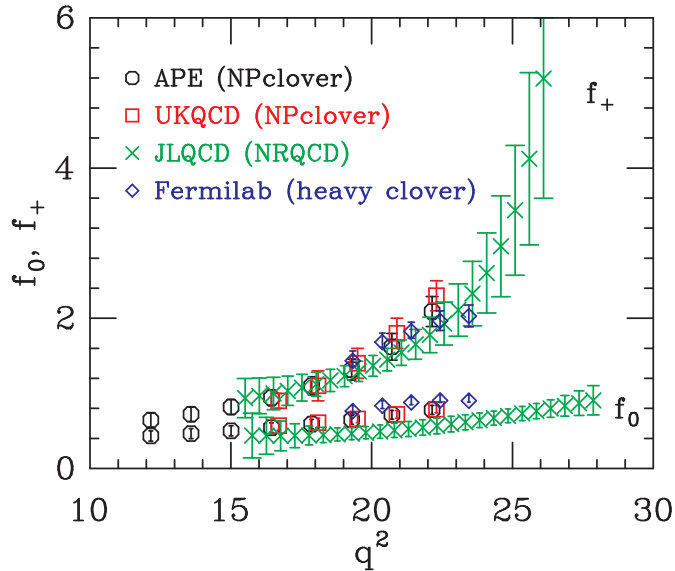 6
4
2
0
10
15
20
25
30
f₀, f₊
q²
APE (NPclover)
UKQCD (NPclover)
JLQCD (NRQCD)
Fermilab (heavy clover)
f₊
f₀